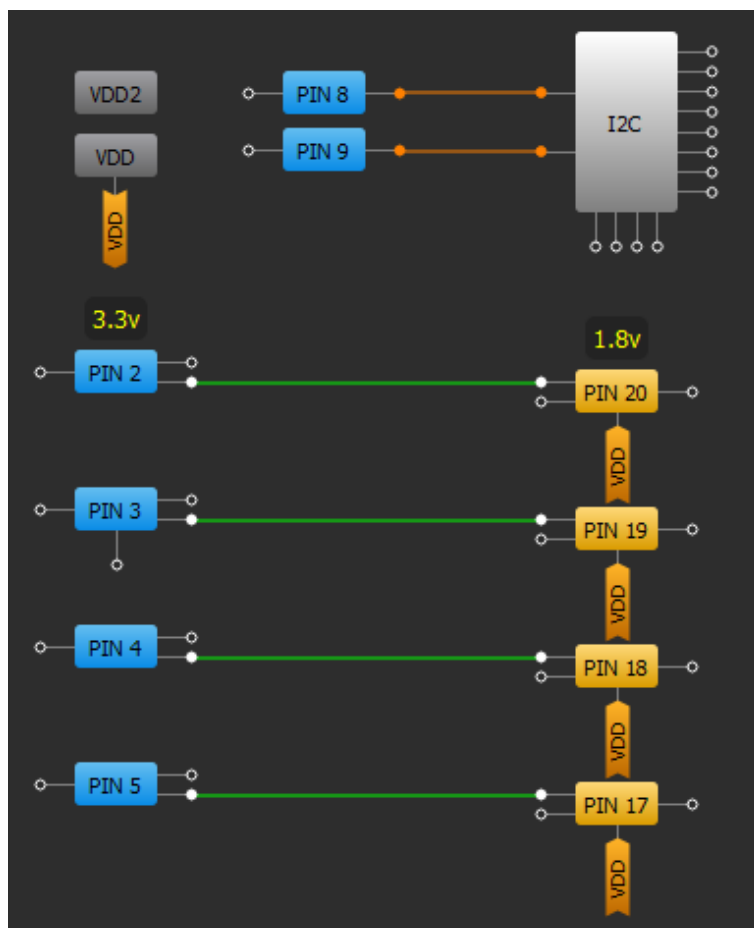 VDD2
PIN 8
I2C
VDD
PIN 9
VDD
3.3v
1.8v
PIN 2
PIN 20
VDD
PIN 3
PIN 19
VDD
PIN 4
PIN 18
VDD
PIN 5
PIN 17
VDD